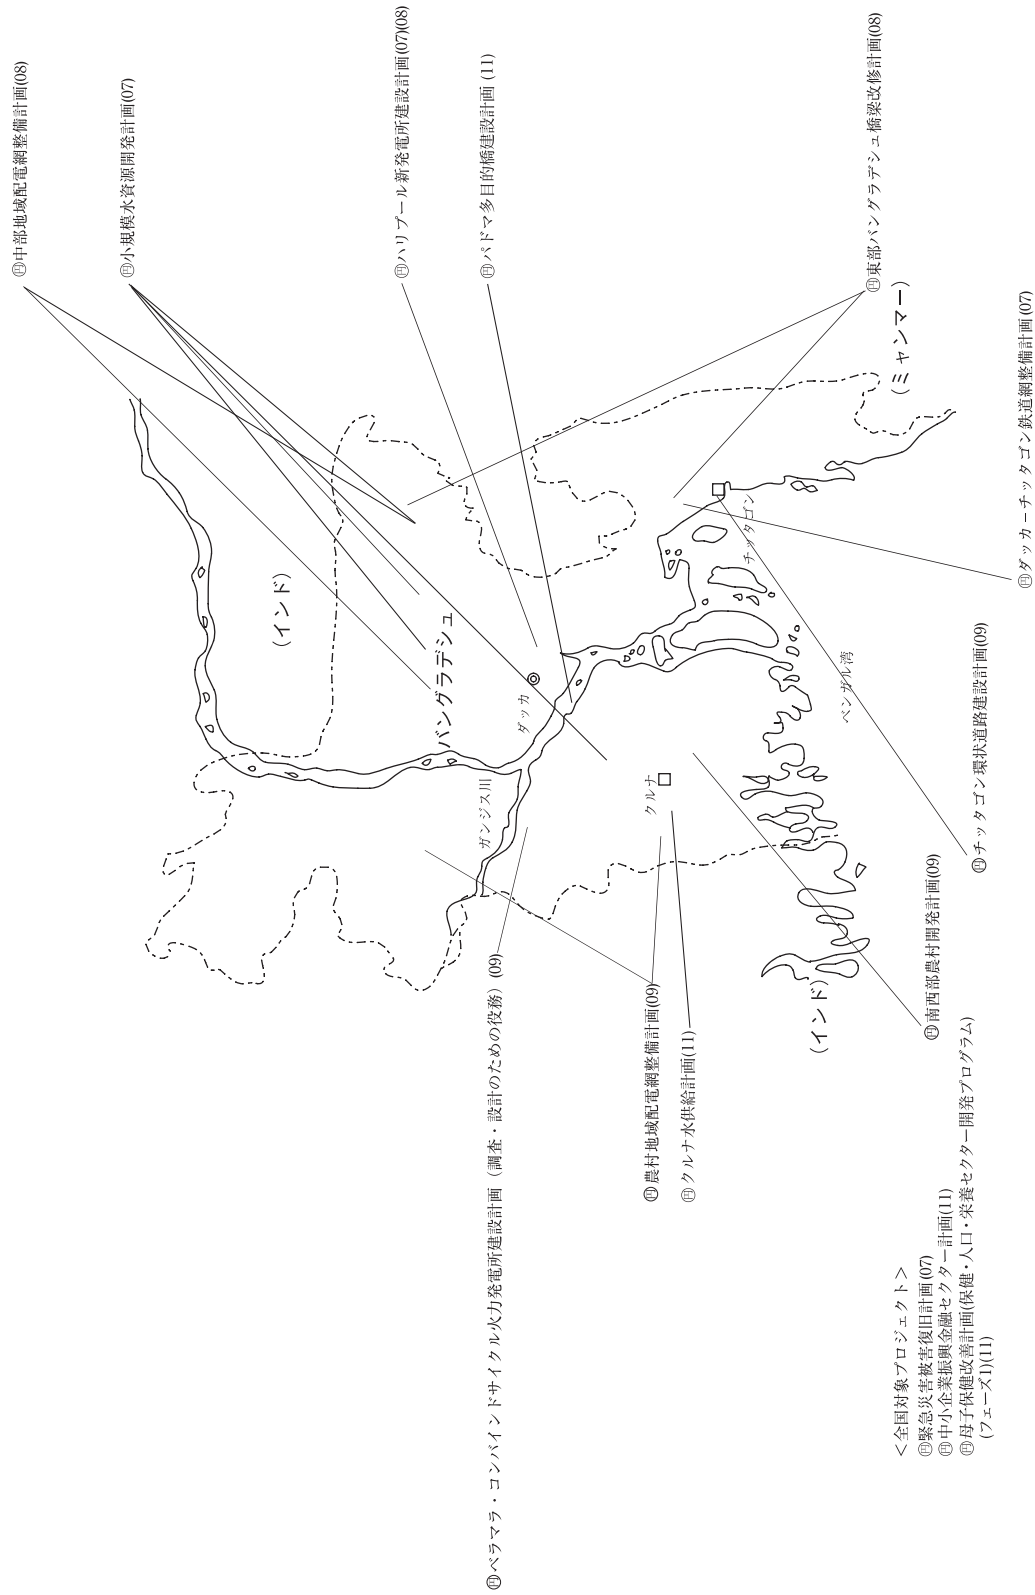 ㊄中部地域配電網整備計画(08)
㊄小規模水資源開発計画(07)
㊄ハリプール新発電所建設計画(07)(08)
㊄パドマ多目的橋建設計画 (11)
㊄東部バングラデシュ橋梁改修計画(08)
(ミャンマー)
㊄ダッカ－チッタゴン鉄道網整備計画(07)
(インド)
バングラデシュ
ダッカ
チッタゴン
ベンガル湾
ガンジス川
クルナ
㊄チッタゴン環状道路建設計画(09)
㊄南西部農村開発計画(09)
(インド)
㊄ベラマラ・コンバインドサイクル火力発電所建設計画 (調査・設計のための役務) (09)
㊄農村地域配電網整備計画(09)
㊄クルナ水供給計画(11)
＜全国対象プロジェクト＞
㊄緊急災害被害復旧計画(07)
㊄中小企業振興金融セクター計画(11)
㊄母子保健改善計画(保健・人口・栄養セクター開発プログラム)
(フェーズ1)(11)